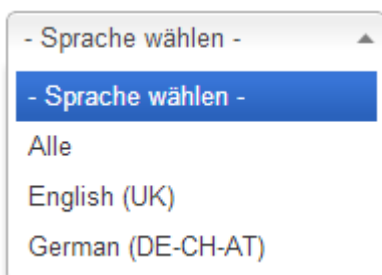 - Sprache wählen -
- Sprache wählen -
Alle
English (UK)
German (DE-CH-AT)